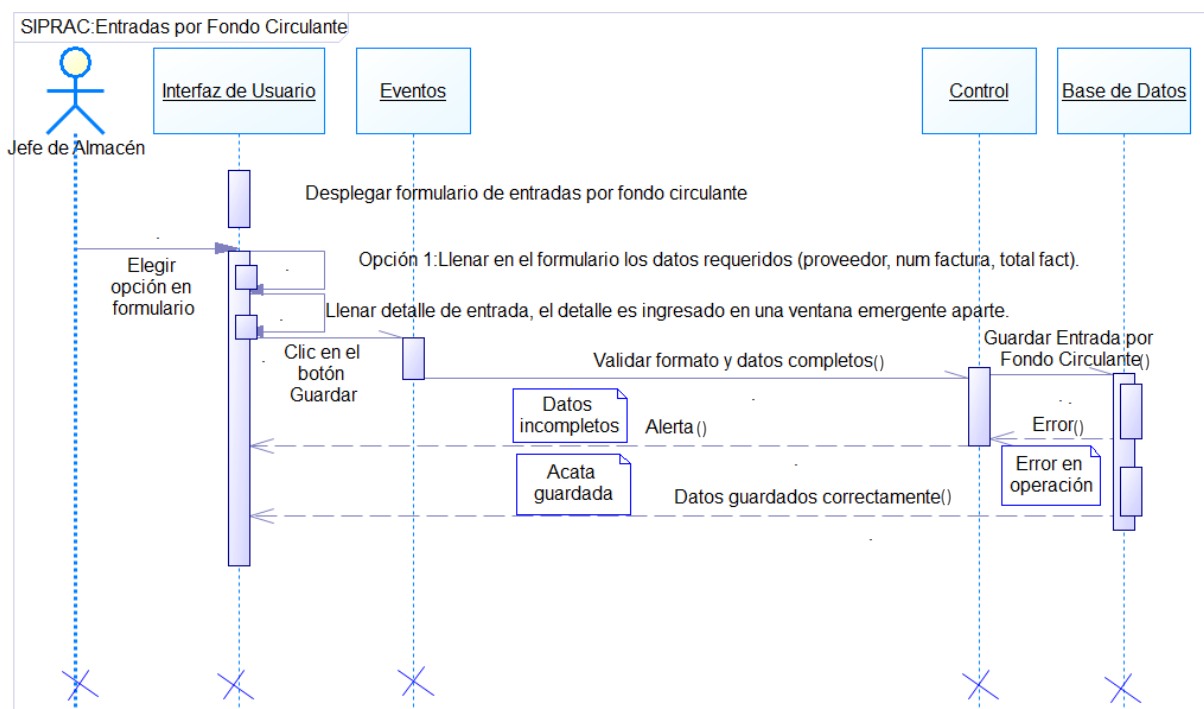 SIPRAC:Entradas por Fondo Circulante
Interfaz de Usuario
Eventos
Control
Base de Datos
Jefe de Almacén
Desplegar formulario de entradas por fondo circulante
Elegir
opción en
formulario
Opción 1:Llenar en el formulario los datos requeridos (proveedor, num factura, total fact).
Llenar detalle de entrada, el detalle es ingresado en una ventana emergente aparte.
Clic en el
botón
Guardar
Validar formato y datos completos()
Guardar Entrada por
Fondo Circulante()
Datos
incompletos
Alerta()
Error()
Error en
operación
Acata
guardada
Datos guardados correctamente()